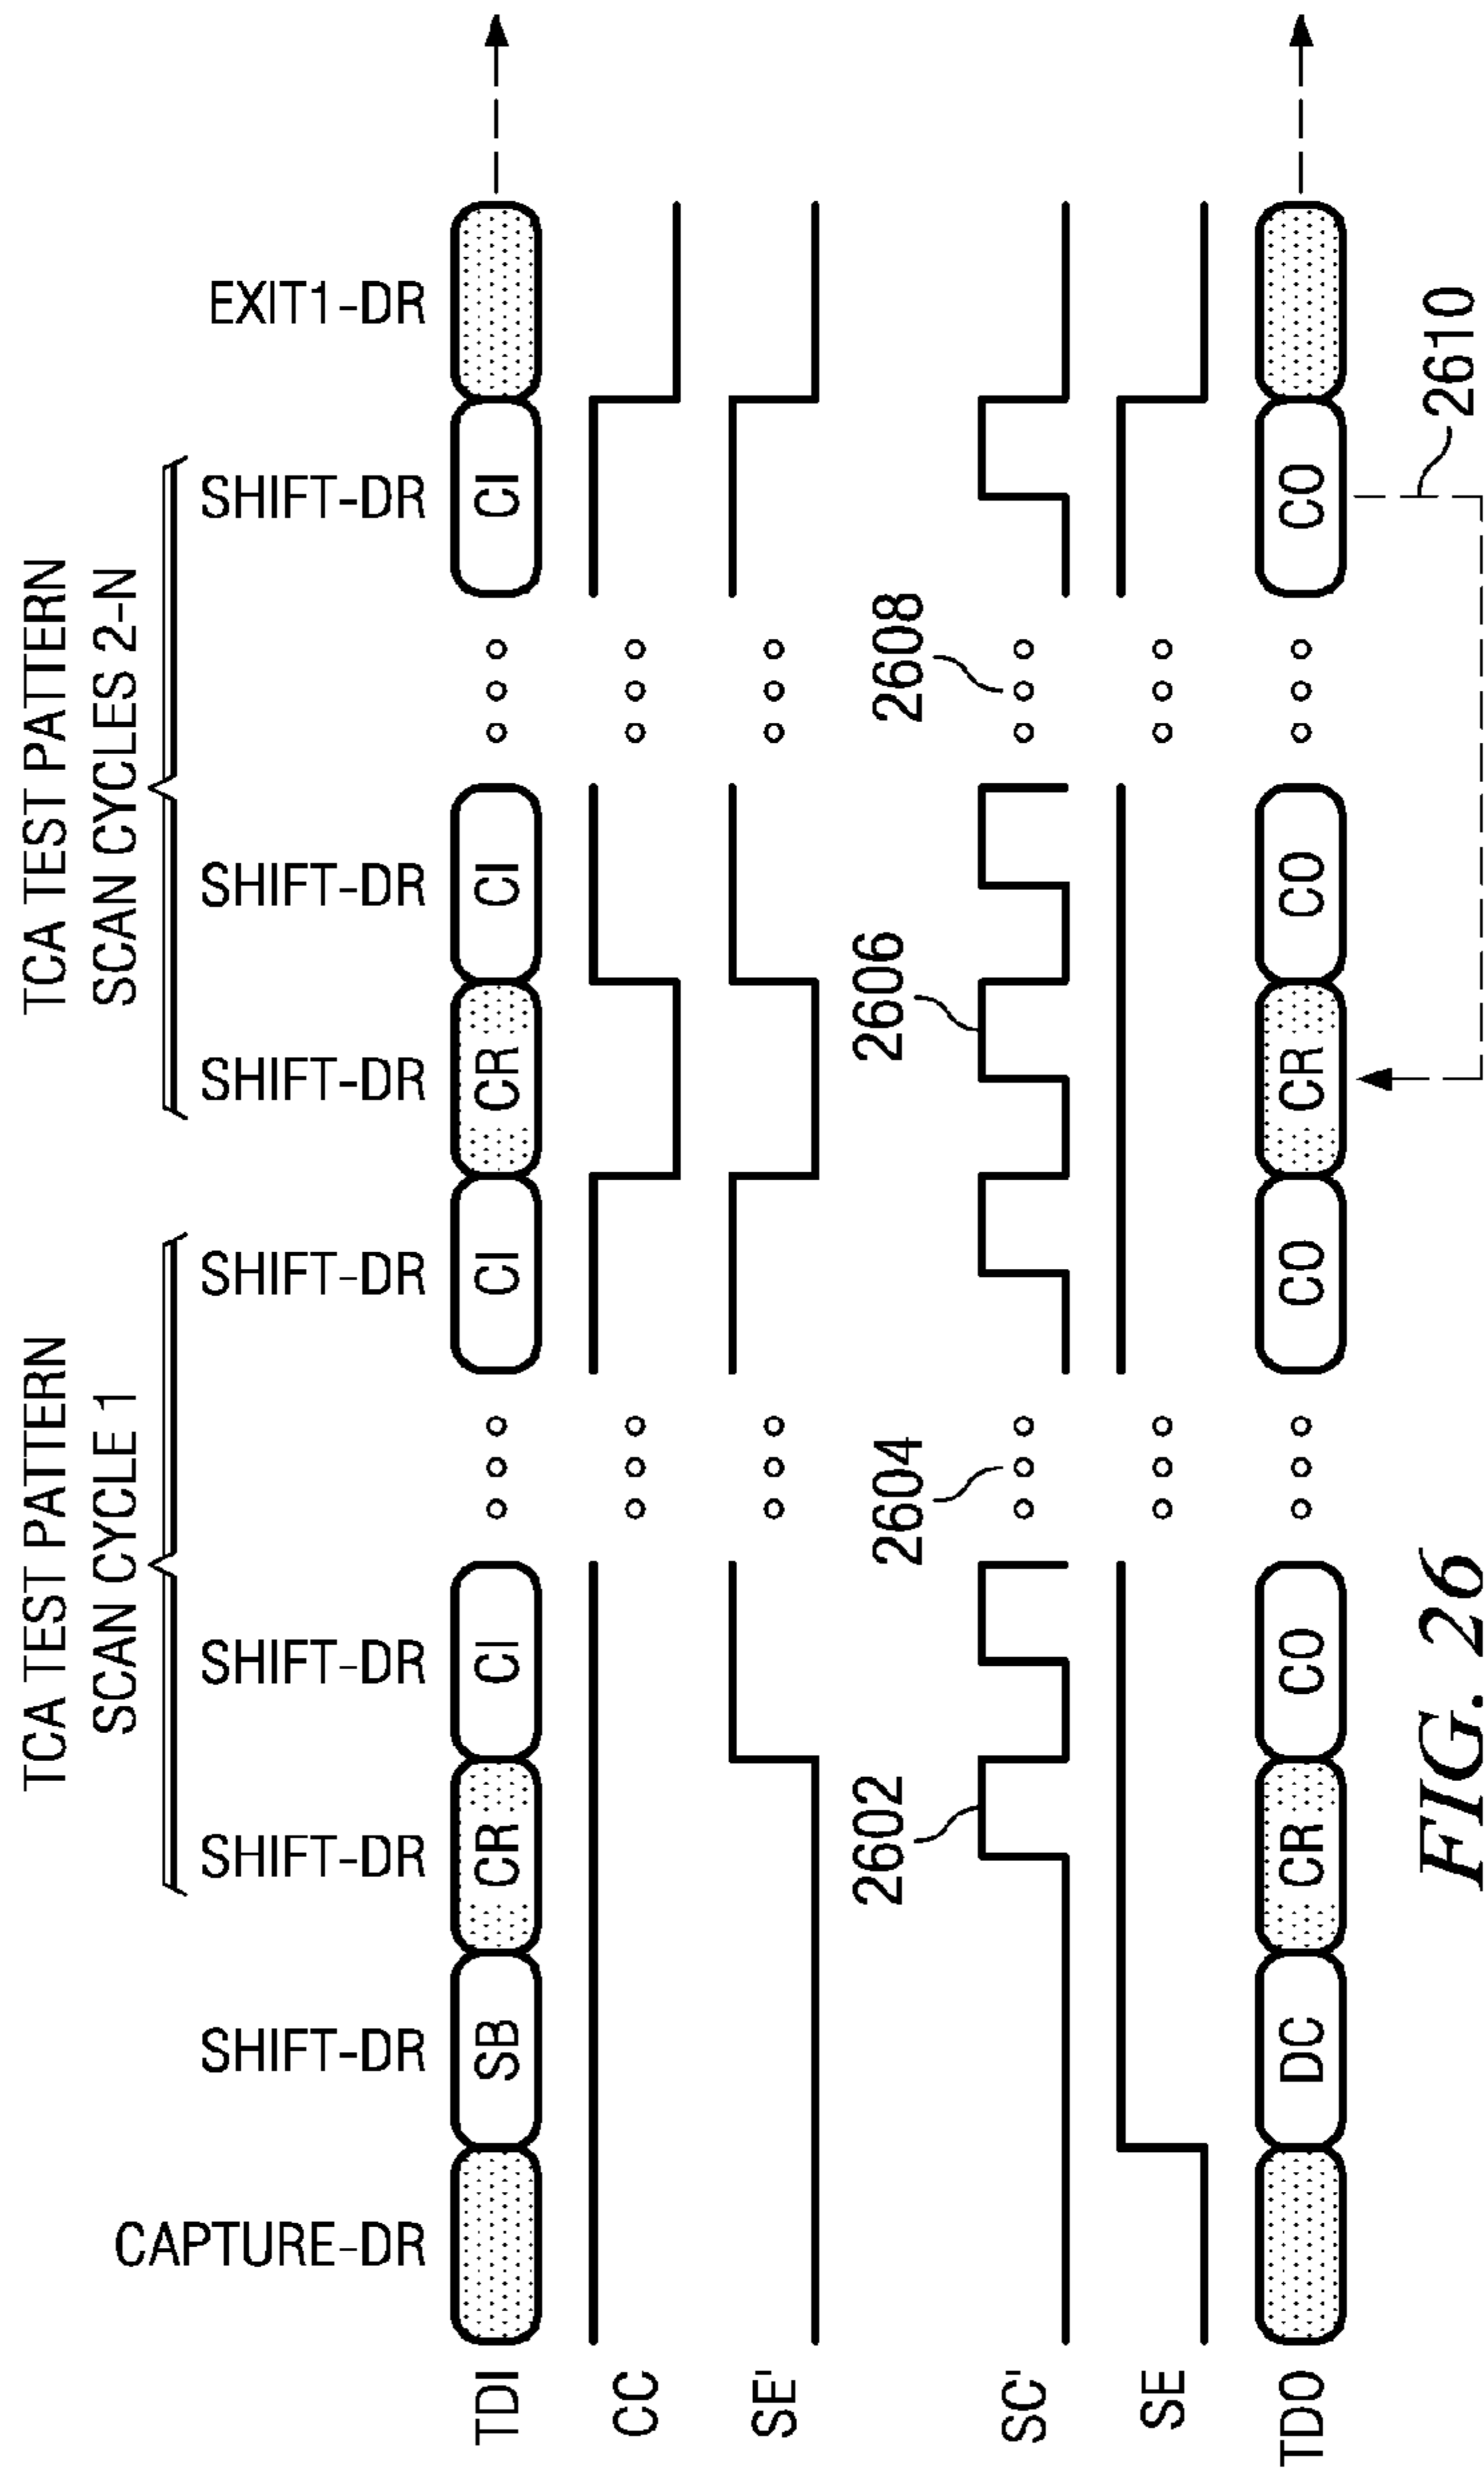 TCA TEST PATTERN
SCAN CYCLE 1
TCA TEST PATTERN
SCAN CYCLES 2-N
CAPTURE-DR
SHIFT-DR
SHIFT-DR
SHIFT-DR
SHIFT-DR
SHIFT-DR
SHIFT-DR
SHIFT-DR
EXIT1-DR
TDI
SB
CR
CI
CI
CR
CI
CI
CC
SE'
2602
2604
2606
2608
SC'
SE
TDO
DC
CR
CO
CO
CR
CO
CO
2610
FIG. 26